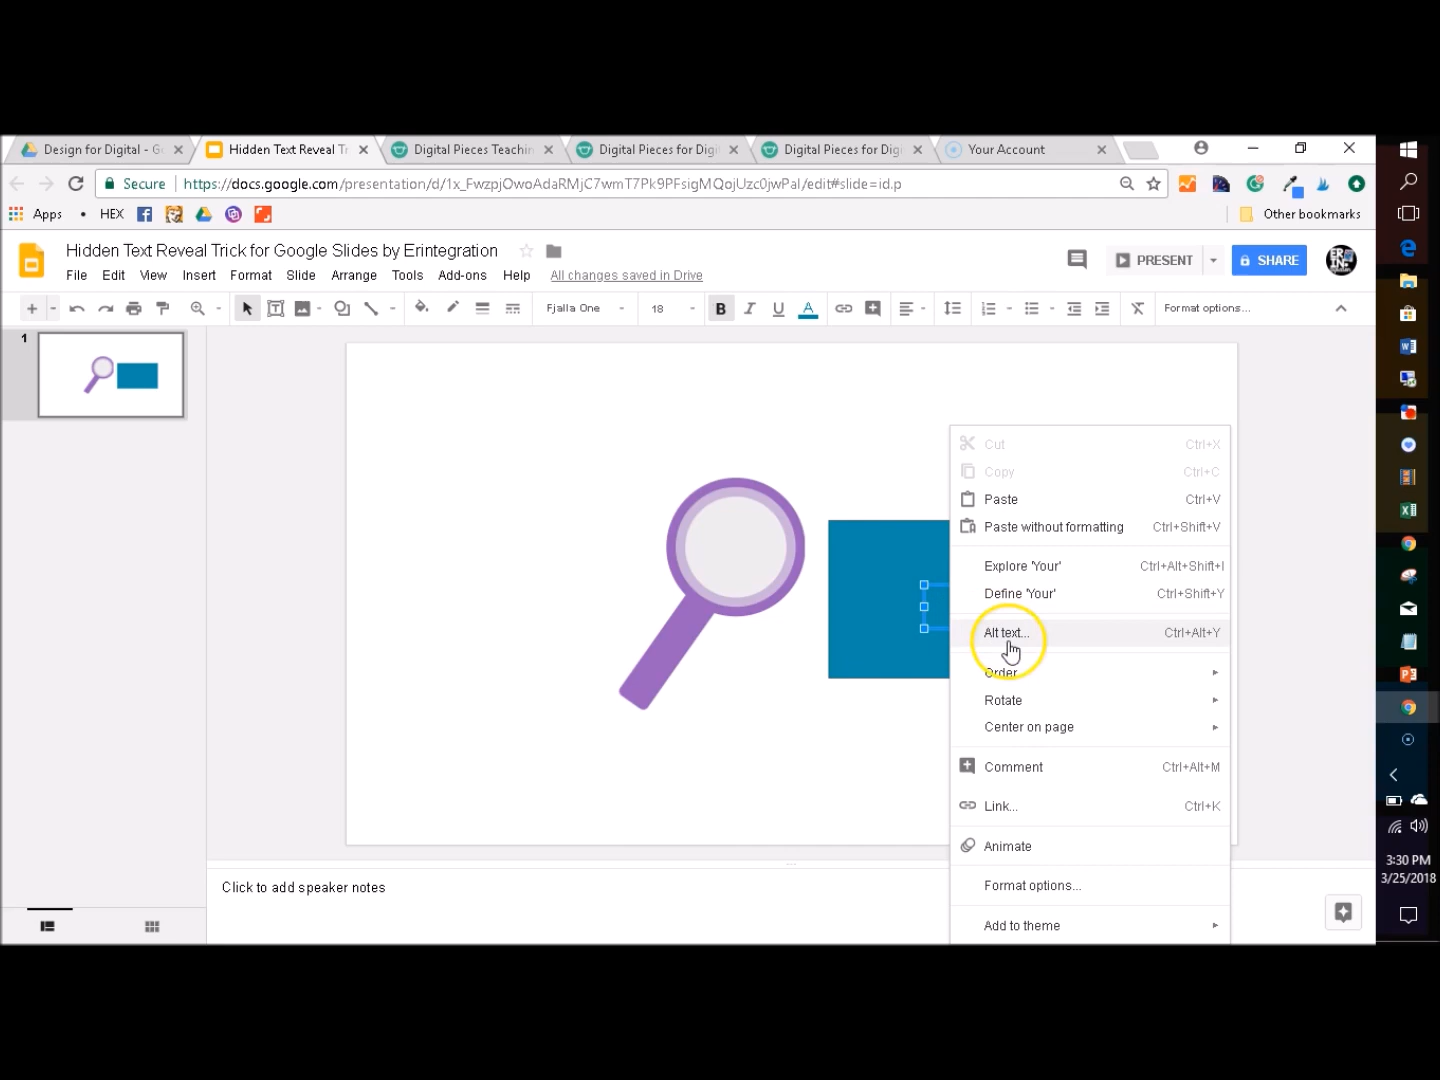 Design for Digital - G
Hidden Text Reveal Tr
Digital Pieces Teachin
Digital Pieces for Digi
Digital Pieces for Digi
Your Account
Secure
https://docs.google.com/presentation/d/1x_FwzpjOwoAdaRMjC7wmT7Pk9PFsigMQojUzc0jwPaI/edit#slide=id.p
Apps
HEX
Other bookmarks
Hidden Text Reveal Trick for Google Slides by Erintegration
File Edit View Insert Format Slide Arrange Tools Add-ons Help All changes saved in Drive
PRESENT
SHARE
Fjalla One
18
B I U A
Format options...
1
Cut Ctrl+X
Copy Ctrl+C
Paste Ctrl+V
Paste without formatting Ctrl+Shift+V
Explore 'Your' Ctrl+Alt+Shift+I
Define 'Your' Ctrl+Shift+Y
Alt text... Ctrl+Alt+Y
Order
Rotate
Center on page
Comment Ctrl+Alt+M
Link... Ctrl+K
Animate
Format options...
Add to theme
Click to add speaker notes
3:30 PM
3/25/2018